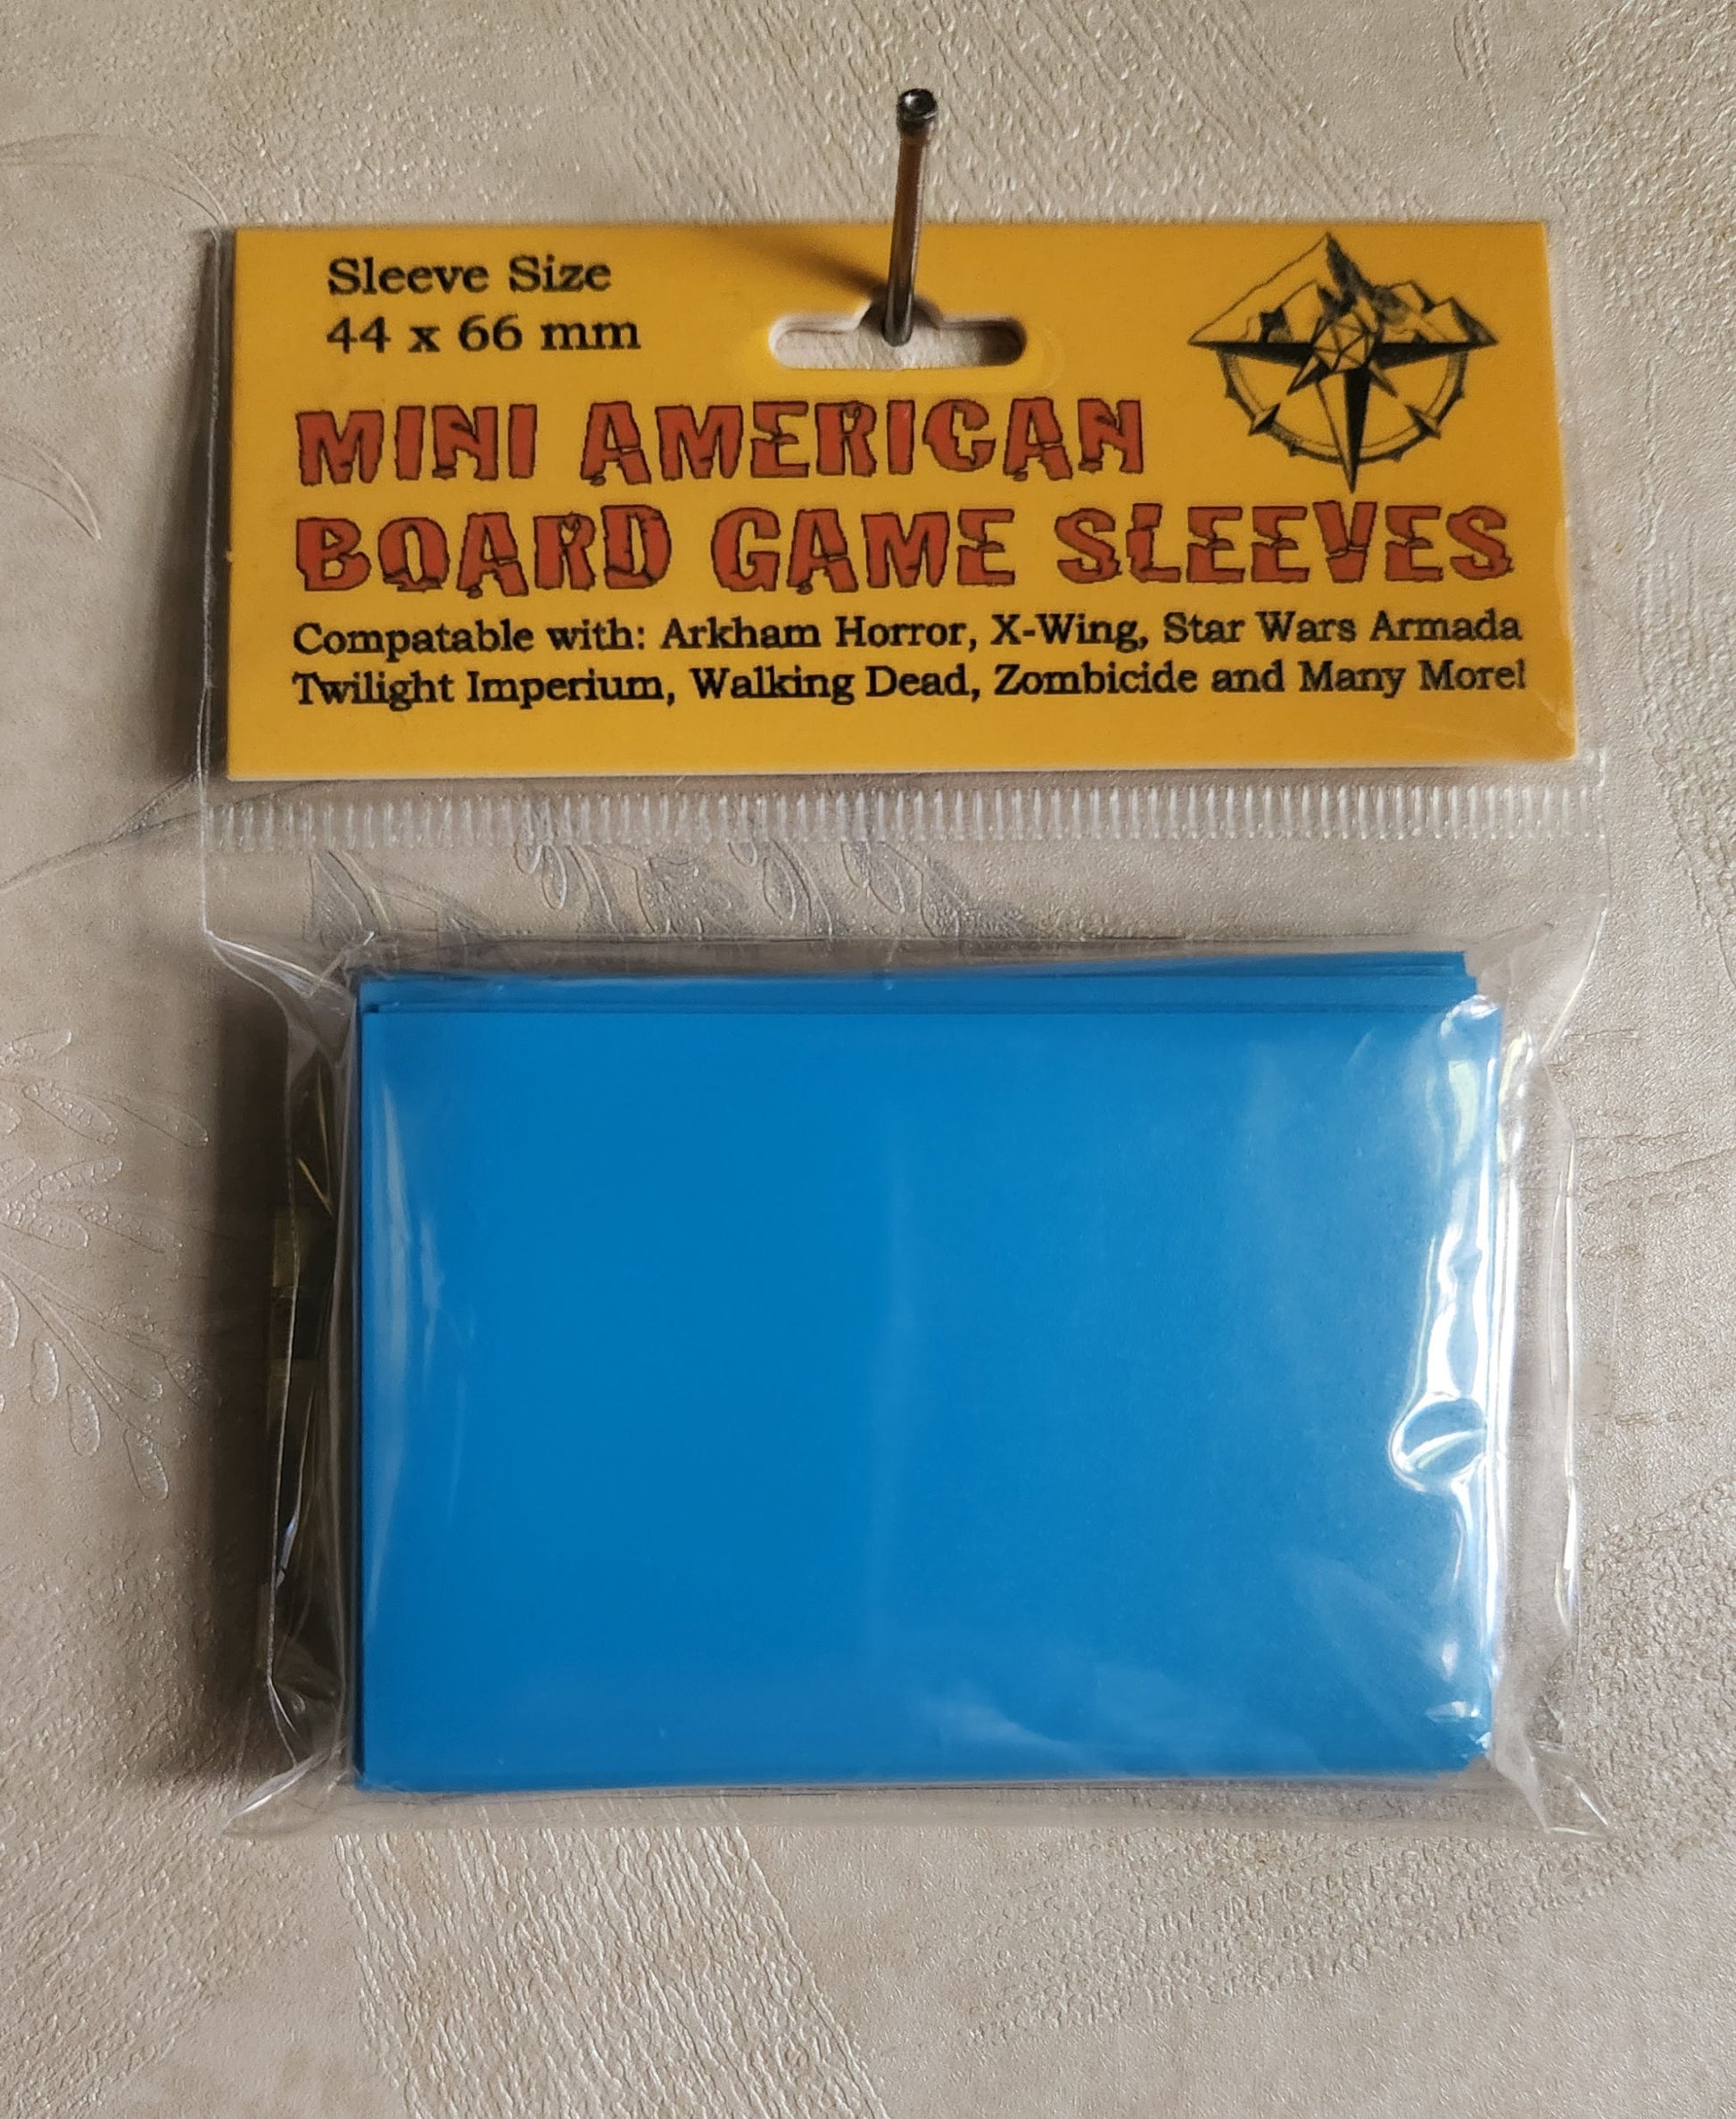 Sleeve Size
44 x 66 mm
MINI AMERICAN
BOARD GAME SLEEVES
Compatable with: Arkham Horror, X-Wing, Star Wars Armada
Twilight Imperium, Walking Dead, Zombicide and Many More!